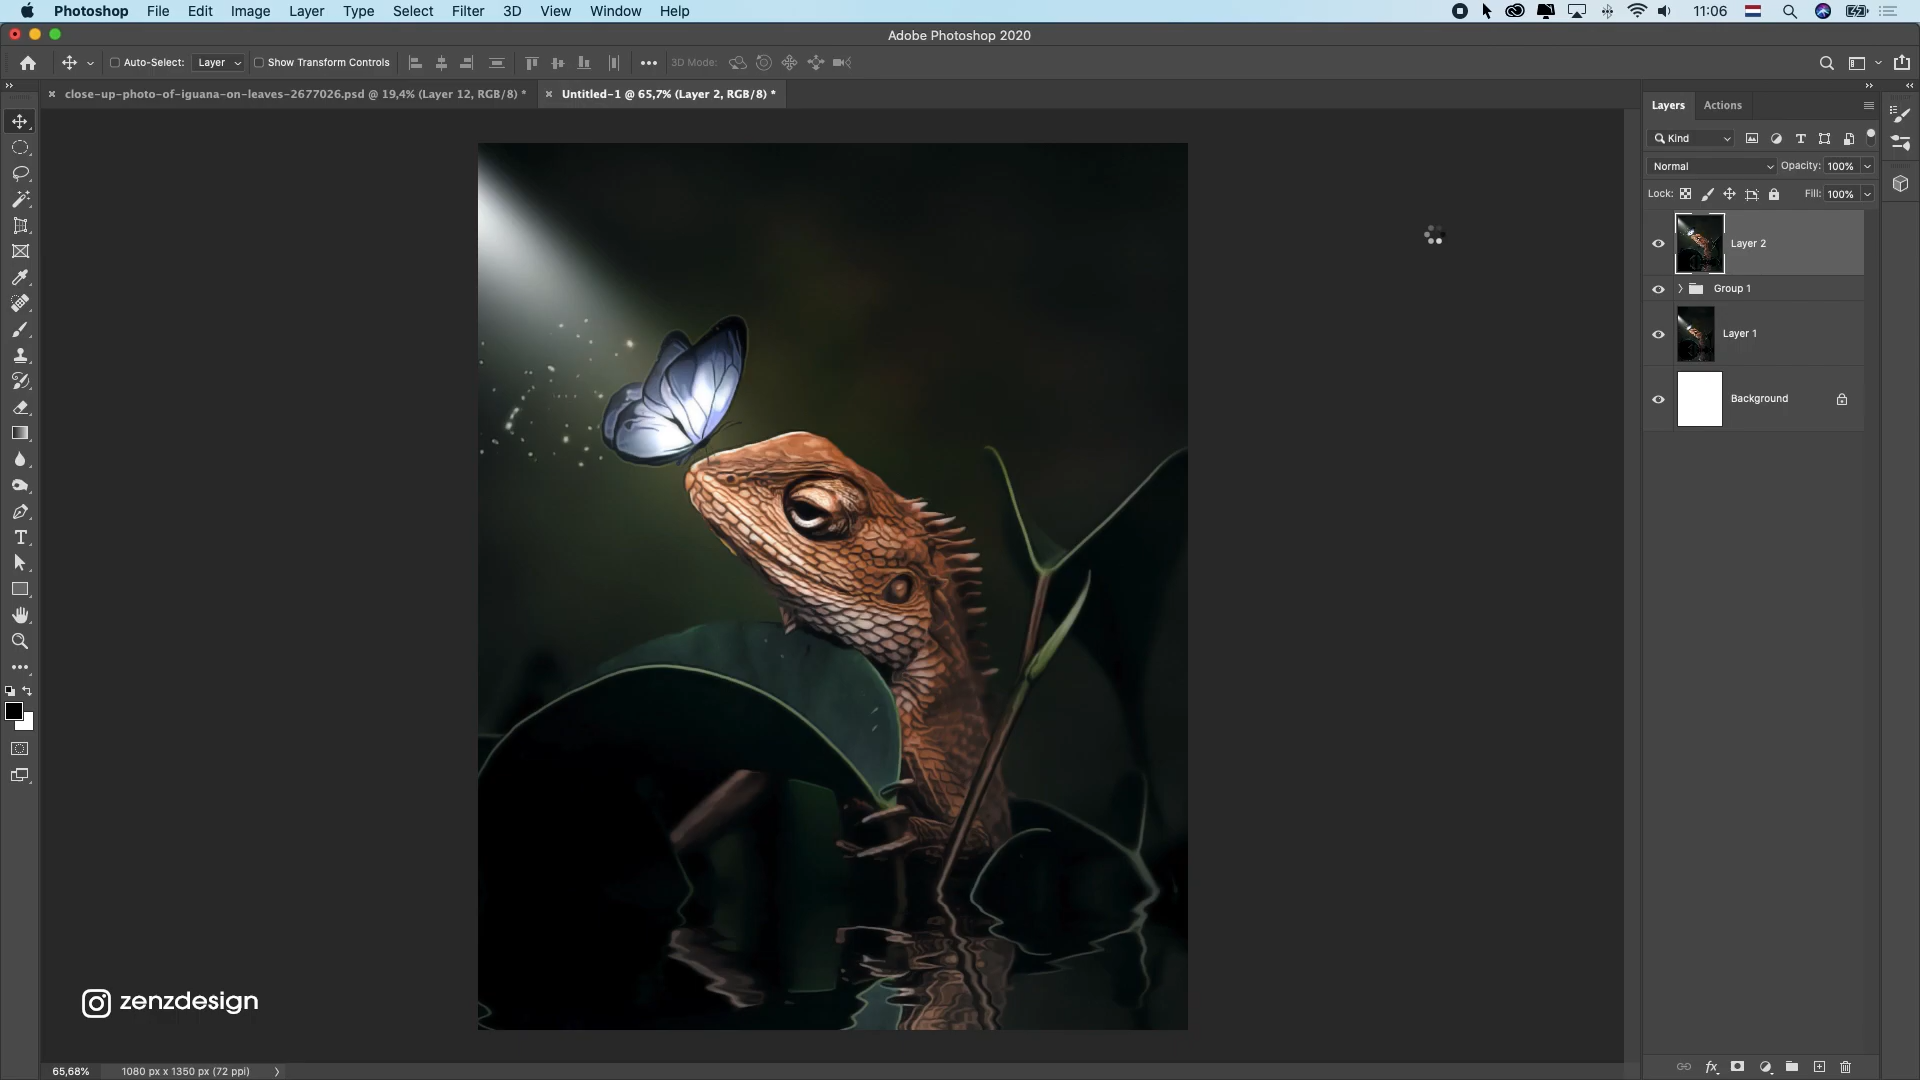 Photoshop File Edit Image Layer Type Select Filter 3D View Window Help 11:06
Adobe Photoshop 2020
Auto-Select: Layer Show Transform Controls 3D Mode:
close-up-photo-of-iguana-on-leaves-2677026.psd @ 19,4% (Layer 12, RGB/8) * Untitled-1 @ 65,7% (Layer 2, RGB/8) *
Layers Actions
Kind
Normal Opacity: 100%
Lock: Fill: 100%
Layer 2
Group 1
Layer 1
Background
zenzdesign
65,68% 1080 px x 1350 px (72 ppi)